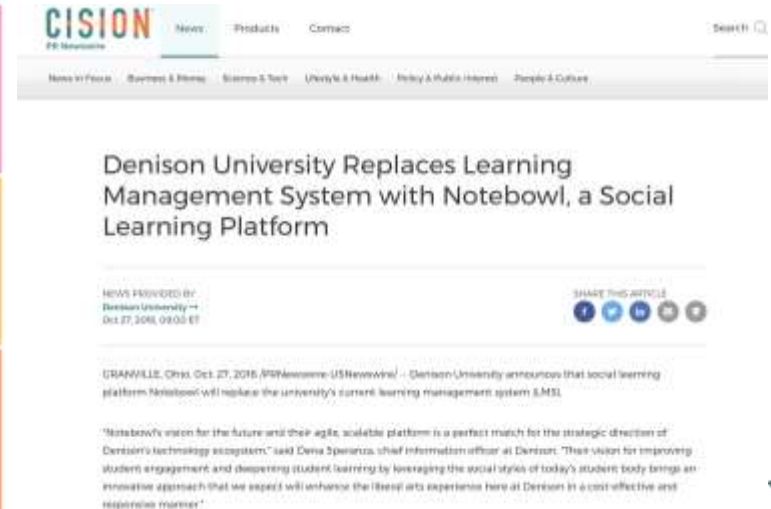 CISION
PR Newswire
News Products Contact
Search
News in Focus Business & Money Science & Tech Lifestyle & Health Policy & Public Interest People & Culture
Denison University Replaces Learning
Management System with Notebowl, a Social
Learning Platform
NEWS PROVIDED BY
Denison University →
Oct 27, 2016, 09:00 ET
SHARE THIS ARTICLE
GRANVILLE, Ohio, Oct. 27, 2016 /PRNewswire-USNewswire/ -- Denison University announces that social learning
platform Notebowl will replace the university's current learning management system (LMS).
"Notebowl's vision for the future and their agile, scalable platform is a perfect match for the strategic direction of
Denison's technology ecosystem," said Dena Speranza, chief information officer at Denison. "Their vision for improving
student engagement and deepening student learning by leveraging the social styles of today's student body brings an
innovative approach that we expect will enhance the liberal arts experience here at Denison in a cost-effective and
responsive manner."